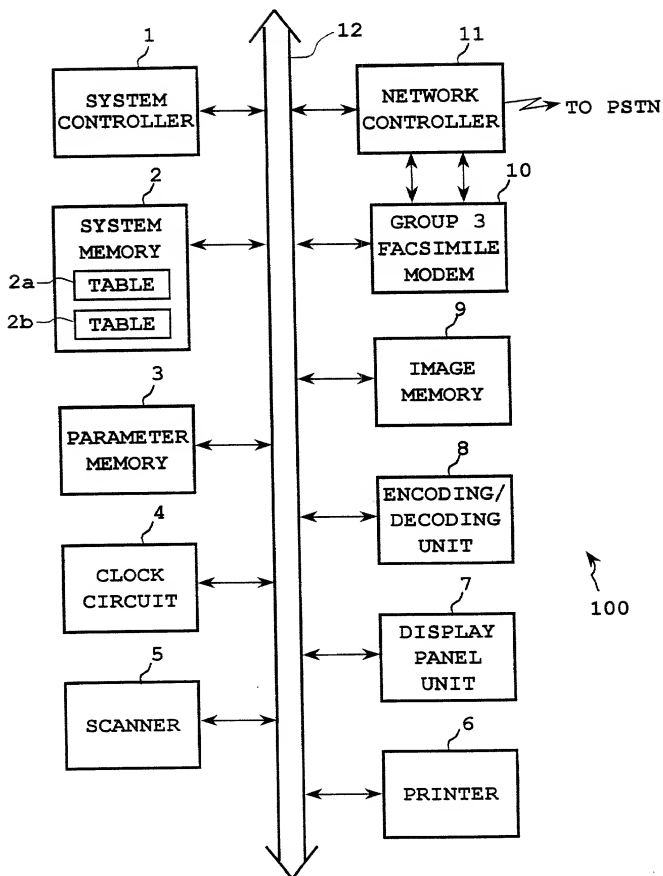 1
SYSTEM
CONTROLLER
2
SYSTEM
MEMORY
2a
TABLE
2b
TABLE
3
PARAMETER
MEMORY
4
CLOCK
CIRCUIT
5
SCANNER
12
11
NETWORK
CONTROLLER
TO PSTN
10
GROUP 3
FACSIMILE
MODEM
9
IMAGE
MEMORY
8
ENCODING/
DECODING
UNIT
7
DISPLAY
PANEL
UNIT
6
PRINTER
100